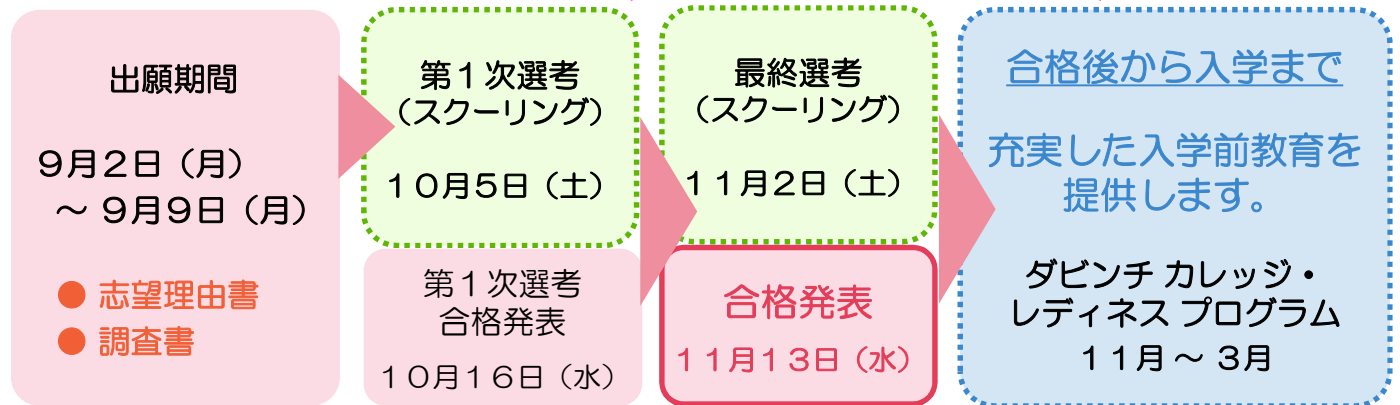 出願期間
９月２日（月）
～ ９月９日（月）
● 志望理由書
● 調査書
第１次選考
（スクーリング）
１０月５日（土）
第１次選考
合格発表
１０月１６日（水）
最終選考
（スクーリング）
１１月２日（土）
合格発表
１１月１３日（水）
合格後から入学まで
充実した入学前教育を
提供します。
ダビンチ カレッジ・
レディネス プログラム
１１月 ～ ３月